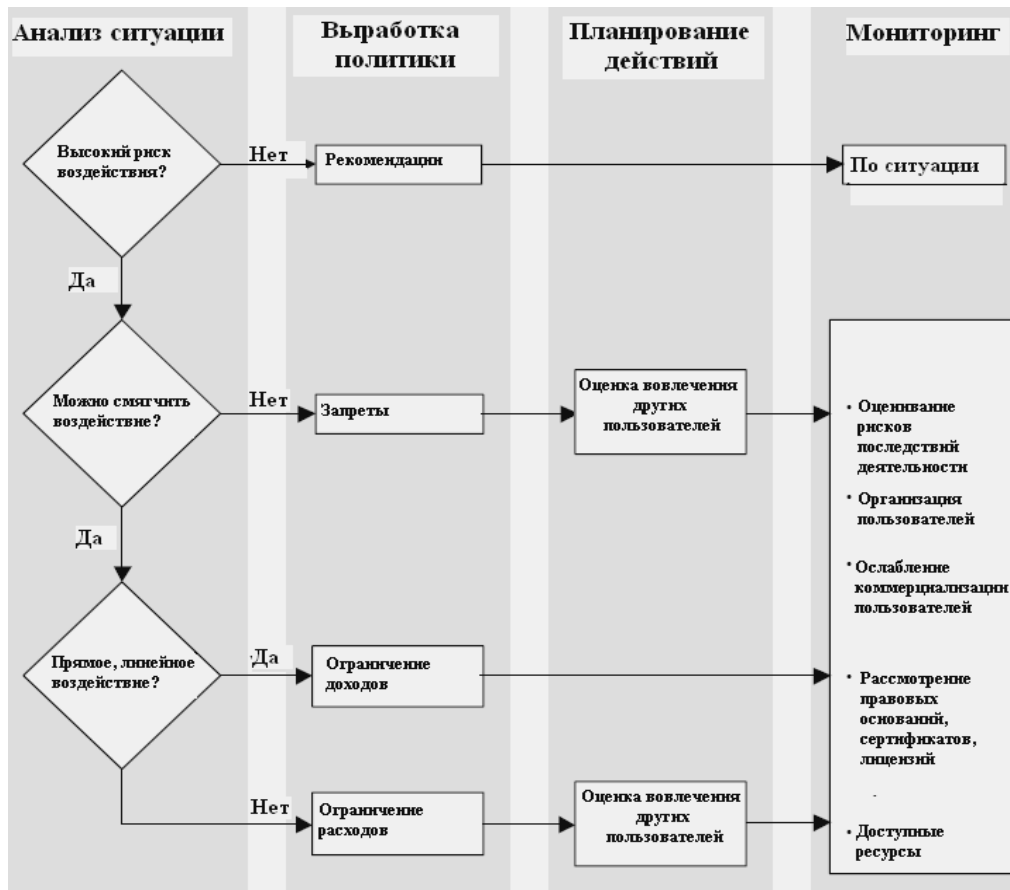 Анализ ситуации
Выработка
политики
Планирование
действий
Мониторинг
Высокий риск
воздействия?
Нет
Рекомендации
По ситуации
Да
Можно смягчить
воздействие?
Нет
Запреты
Оценка вовлечения
других
пользователей
Да
Прямое, линейное
воздействие?
Да
Ограничение
доходов
Нет
Ограничение
расходов
Оценка вовлечения
других
пользователей
• Оценивание
рисков
последствий
деятельности
• Организация
пользователей
• Ослабление
коммерциализации
пользователей
• Рассмотрение
правовых
оснований,
сертификатов,
лицензий
• Доступные
ресурсы